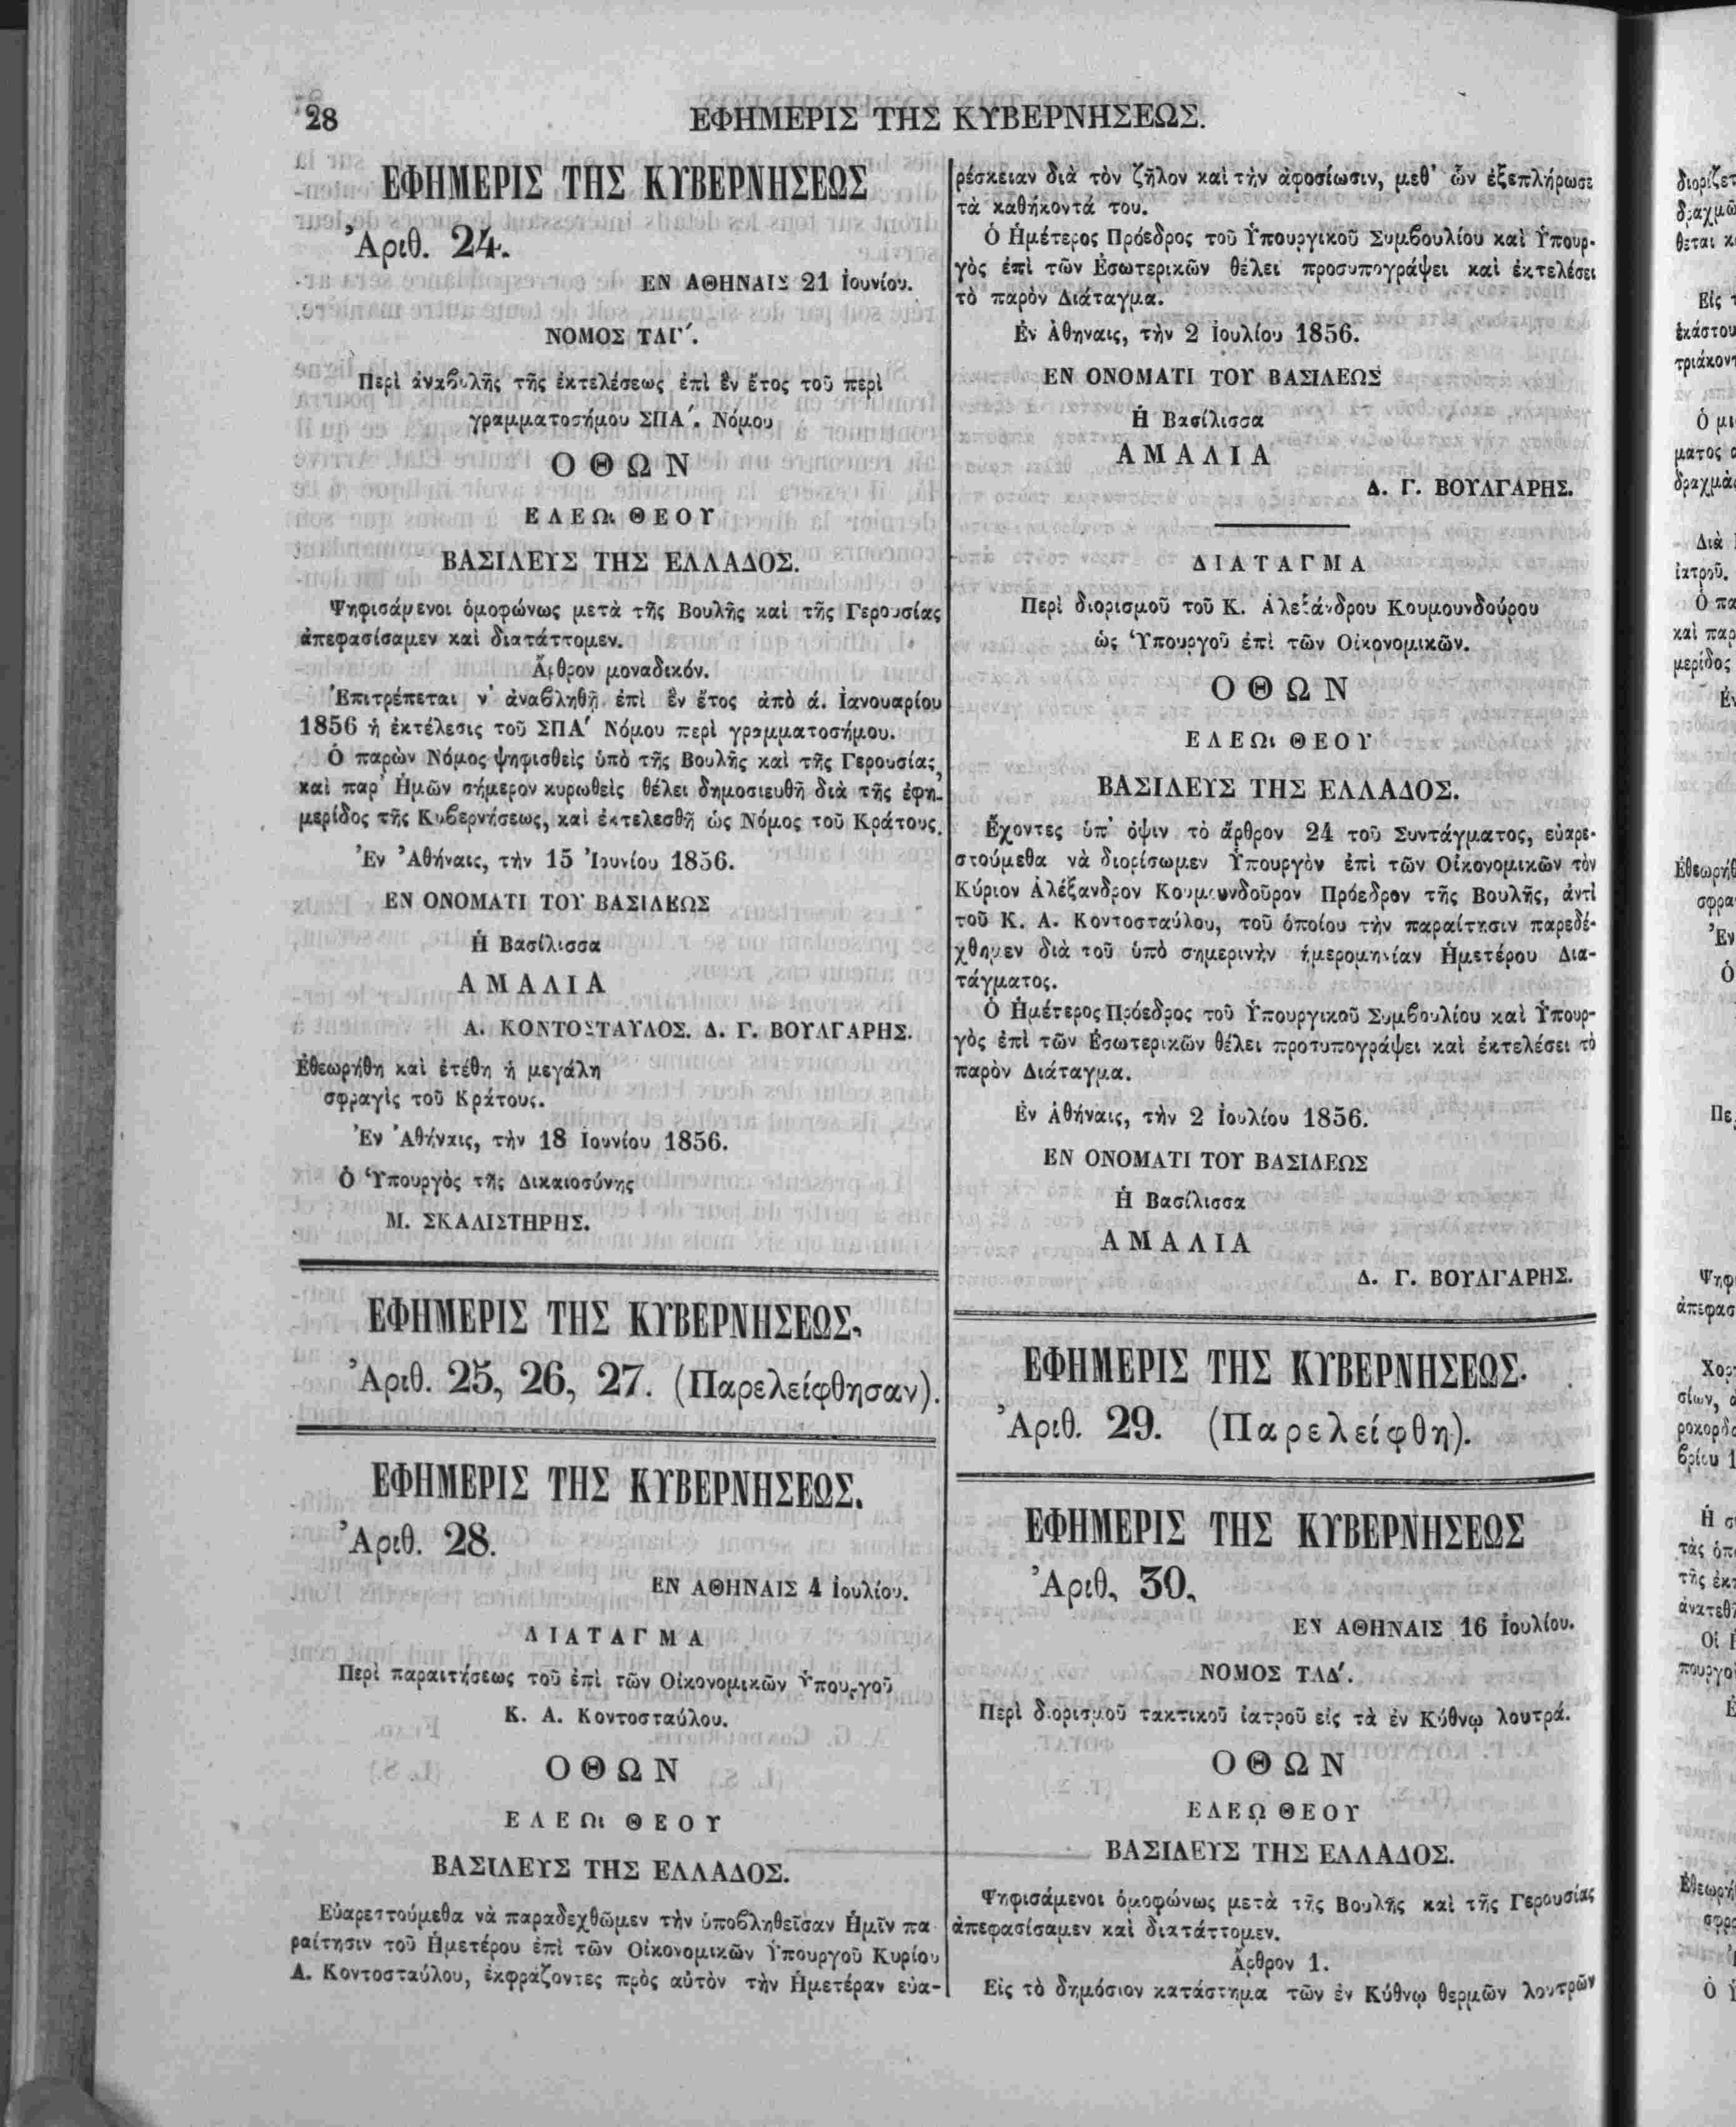 28
ΕΦΗΜΕΡΙΣ ΤΗΣ ΚΥΒΕΡΝΗΣΕΩΣ.
ΕΦΗΜΕΡΙΣ ΤΗΣ ΚΥΒΕΡΝΗΣΕΩΣ
Ἀριθ. 24.
ΕΝ ΑΘΗΝΑΙΣ 21 Ἰουνίου.
ΝΟΜΟΣ ΤΛΓ΄.
Περὶ ἀναβολῆς τῆς ἐκτελέσεως ἐπὶ ἓν ἔτος τοῦ περὶ
γραμματοσήμου ΣΠΑ΄. Νόμου
ΟΘΩΝ
ΕΛΕΩι ΘΕΟΥ
ΒΑΣΙΛΕΥΣ ΤΗΣ ΕΛΛΑΔΟΣ.
Ψηφισάμενοι ὁμοφώνως μετὰ τῆς Βουλῆς καὶ τῆς Γερουσίας
ἀπεφασίσαμεν καὶ διατάττομεν.
Ἄρθρον μοναδικόν.
Ἐπιτρέπεται ν' ἀναβληθῇ ἐπὶ ἓν ἔτος ἀπὸ ά. Ἰανουαρίου
1856 ἡ ἐκτέλεσις τοῦ ΣΠΑ΄ Νόμου περὶ γραμματοσήμου.
Ὁ παρὼν Νόμος ψηφισθεὶς ὑπὸ τῆς Βουλῆς καὶ τῆς Γερουσίας,
καὶ παρ' Ἡμῶν σήμερον κυρωθεὶς θέλει δημοσιευθῆ διὰ τῆς ἐφη-
μερίδος τῆς Κυβερνήσεως, καὶ ἐκτελεσθῆ ὡς Νόμος τοῦ Κράτους.
Ἐν Ἀθήναις, τὴν 15 Ἰουνίου 1856.
ΕΝ ΟΝΟΜΑΤΙ ΤΟΥ ΒΑΣΙΛΕΩΣ
Ἡ Βασίλισσα
ΑΜΑΛΙΑ
Α. ΚΟΝΤΟΣΤΑΥΛΟΣ. Δ. Γ. ΒΟΥΛΓΑΡΗΣ.
Ἐθεωρήθη καὶ ἐτέθη ἡ μεγάλη
σφραγὶς τοῦ Κράτους.
Ἐν Ἀθήναις, τὴν 18 Ἰουνίου 1856.
Ὁ Ὑπουργὸς τῆς Δικαιοσύνης
Μ. ΣΚΑΛΙΣΤΗΡΗΣ.
ΕΦΗΜΕΡΙΣ ΤΗΣ ΚΥΒΕΡΝΗΣΕΩΣ.
Ἀριθ. 25, 26, 27. (Παρελείφθησαν).
ΕΦΗΜΕΡΙΣ ΤΗΣ ΚΥΒΕΡΝΗΣΕΩΣ.
Ἀριθ. 28.
ΕΝ ΑΘΗΝΑΙΣ 4 Ἰουλίου.
ΔΙΑΤΑΓΜΑ
Περὶ παραιτήσεως τοῦ ἐπὶ τῶν Οἰκονομικῶν Ὑπουργοῦ
Κ. Α. Κοντοσταύλου.
ΟΘΩΝ
ΕΛΕΩι ΘΕΟΥ
ΒΑΣΙΛΕΥΣ ΤΗΣ ΕΛΛΑΔΟΣ.
Εὐαρεστούμεθα νὰ παραδεχθῶμεν τὴν ὑποβληθεῖσαν Ἡμῖν πα-
ραίτησιν τοῦ Ἡμετέρου ἐπὶ τῶν Οἰκονομικῶν Ὑπουργοῦ Κυρίου
Α. Κοντοσταύλου, ἐκφράζοντες πρὸς αὐτὸν τὴν Ἡμετέραν εὐα-
ρέσκειαν διὰ τὸν ζῆλον καὶ τὴν ἀφοσίωσιν, μεθ' ὧν ἐξεπλήρωσε
τὰ καθήκοντά του.
Ὁ Ἡμέτερος Πρόεδρος τοῦ Ὑπουργικοῦ Συμβουλίου καὶ Ὑπουρ-
γὸς ἐπὶ τῶν Ἐσωτερικῶν θέλει προσυπογράψει καὶ ἐκτελέσει
τὸ παρὸν Διάταγμα.
Ἐν Ἀθηναις, τὴν 2 Ἰουλίου 1856.
ΕΝ ΟΝΟΜΑΤΙ ΤΟΥ ΒΑΣΙΛΕΩΣ
Ἡ Βασίλισσα
ΑΜΑΛΙΑ
Δ. Γ. ΒΟΥΛΓΑΡΗΣ.
ΔΙΑΤΑΓΜΑ
Περὶ διορισμοῦ τοῦ Κ. Ἀλεξάνδρου Κουμουνδούρου
ὡς Ὑπουργοῦ ἐπὶ τῶν Οἰκονομικῶν.
ΟΘΩΝ
ΕΛΕΩι ΘΕΟΥ
ΒΑΣΙΛΕΥΣ ΤΗΣ ΕΛΛΑΔΟΣ.
Ἔχοντες ὑπ' ὄψιν τὸ ἄρθρον 24 τοῦ Συντάγματος, εὐαρε-
στούμεθα νὰ διορίσωμεν Ὑπουργὸν ἐπὶ τῶν Οἰκονομικῶν τὸν
Κύριον Ἀλέξανδρον Κουμουνδοῦρον Πρόεδρον τῆς Βουλῆς, ἀντὶ
τοῦ Κ. Α. Κοντοσταύλου, τοῦ ὁποίου τὴν παραίτησιν παρεδέ-
χθημεν διὰ τοῦ ὑπὸ σημερινὴν ἡμερομηνίαν Ἡμετέρου Δια-
τάγματος.
Ὁ Ἡμέτερος Πρόεδρος τοῦ Ὑπουργικοῦ Συμβουλίου καὶ Ὑπουρ-
γὸς ἐπὶ τῶν Ἐσωτερικῶν θέλει προτυπογράψει καὶ ἐκτελέσει τὸ
παρὸν Διάταγμα.
Ἐν Ἀθήναις, τὴν 2 Ἰουλίου 1856.
ΕΝ ΟΝΟΜΑΤΙ ΤΟΥ ΒΑΣΙΛΕΩΣ
Ἡ Βασίλισσα
ΑΜΑΛΙΑ
Δ. Γ. ΒΟΥΛΓΑΡΗΣ.
ΕΦΗΜΕΡΙΣ ΤΗΣ ΚΥΒΕΡΝΗΣΕΩΣ.
Ἀριθ. 29. (Παρελείφθη).
ΕΦΗΜΕΡΙΣ ΤΗΣ ΚΥΒΕΡΝΗΣΕΩΣ
Ἀριθ. 30.
ΕΝ ΑΘΗΝΑΙΣ 16 Ἰουλίου.
ΝΟΜΟΣ ΤΛΔ΄.
Περὶ διορισμοῦ τακτικοῦ ἰατροῦ εἰς τὰ ἐν Κύθνῳ λουτρά.
ΟΘΩΝ
ΕΛΕῼ ΘΕΟΥ
ΒΑΣΙΛΕΥΣ ΤΗΣ ΕΛΛΑΔΟΣ.
Ψηφισάμενοι ὁμοφώνως μετὰ τῆς Βουλῆς καὶ τῆς Γερουσίας
ἀπεφασίσαμεν καὶ διατάττομεν.
Ἄρθρον 1.
Εἰς τὸ δημόσιον κατάστημα τῶν ἐν Κύθνῳ θερμῶν λουτρῶν